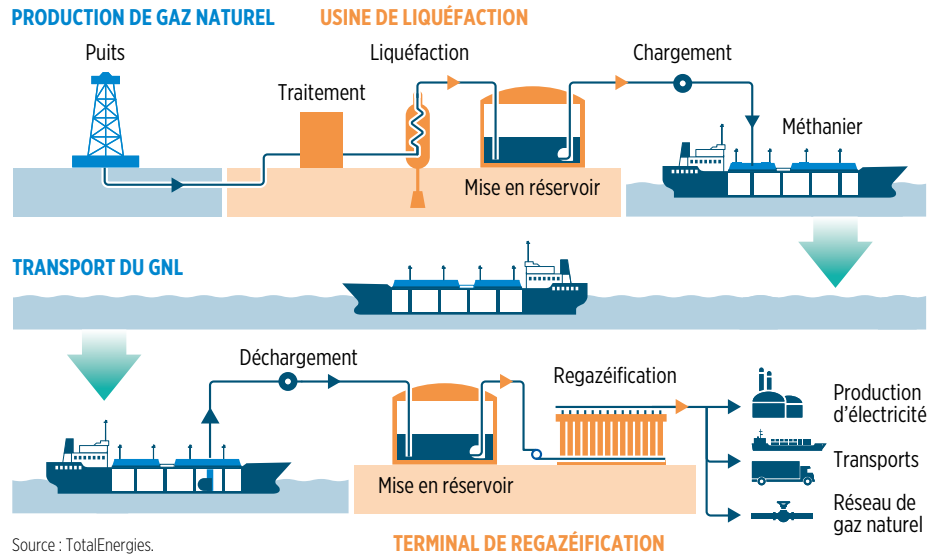 PRODUCTION DE GAZ NATUREL
USINE DE LIQUÉFACTION
Puits
Liquéfaction
Chargement
Traitement
Méthanier
Mise en réservoir
TRANSPORT DU GNL
Déchargement
Regazéification
Production
d'électricité
Transports
Mise en réservoir
Réseau de
gaz naturel
Source : TotalEnergies.
TERMINAL DE REGAZÉIFICATION